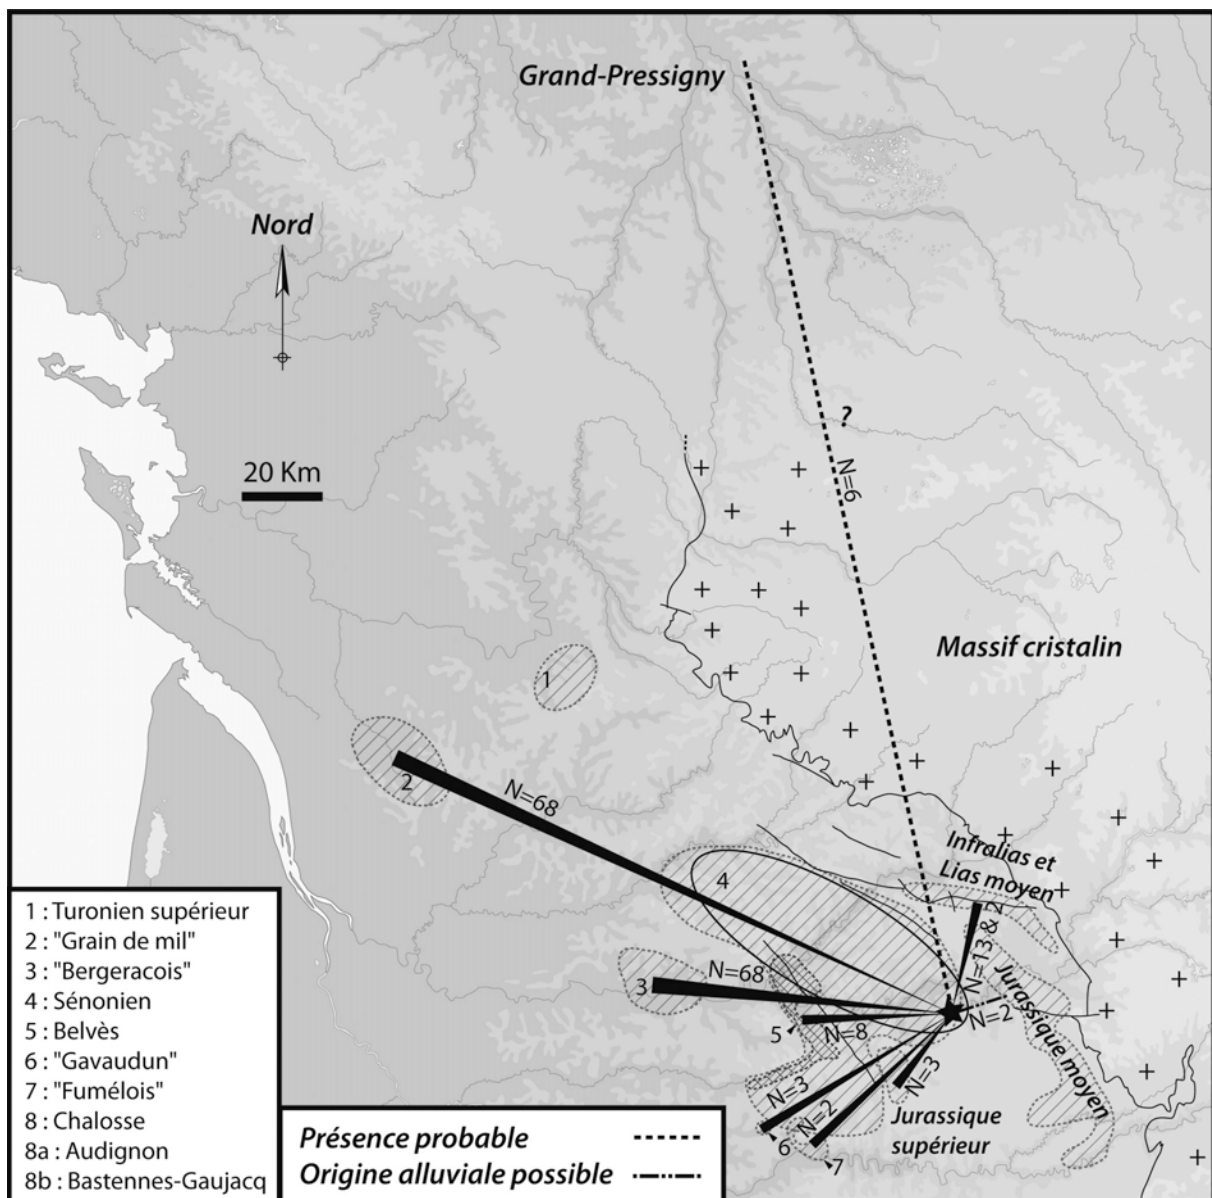 Grand-Pressigny
Nord
20 Km
?
N=6
Massif cristalin
1
2
N=68
Infralias et
Lias moyen
4
N=13 & 2
N=68
3
Jurassique moyen
N=2
5
N=8
N=3
N=3
N=2
6
7
Jurassique
supérieur
1 : Turonien supérieur
2 : "Grain de mil"
3 : "Bergeracois"
4 : Sénonien
5 : Belvès
6 : "Gavaudun"
7 : "Fumélois"
8 : Chalosse
8a : Audignon
8b : Bastennes-Gaujacq
Présence probable
Origine alluviale possible